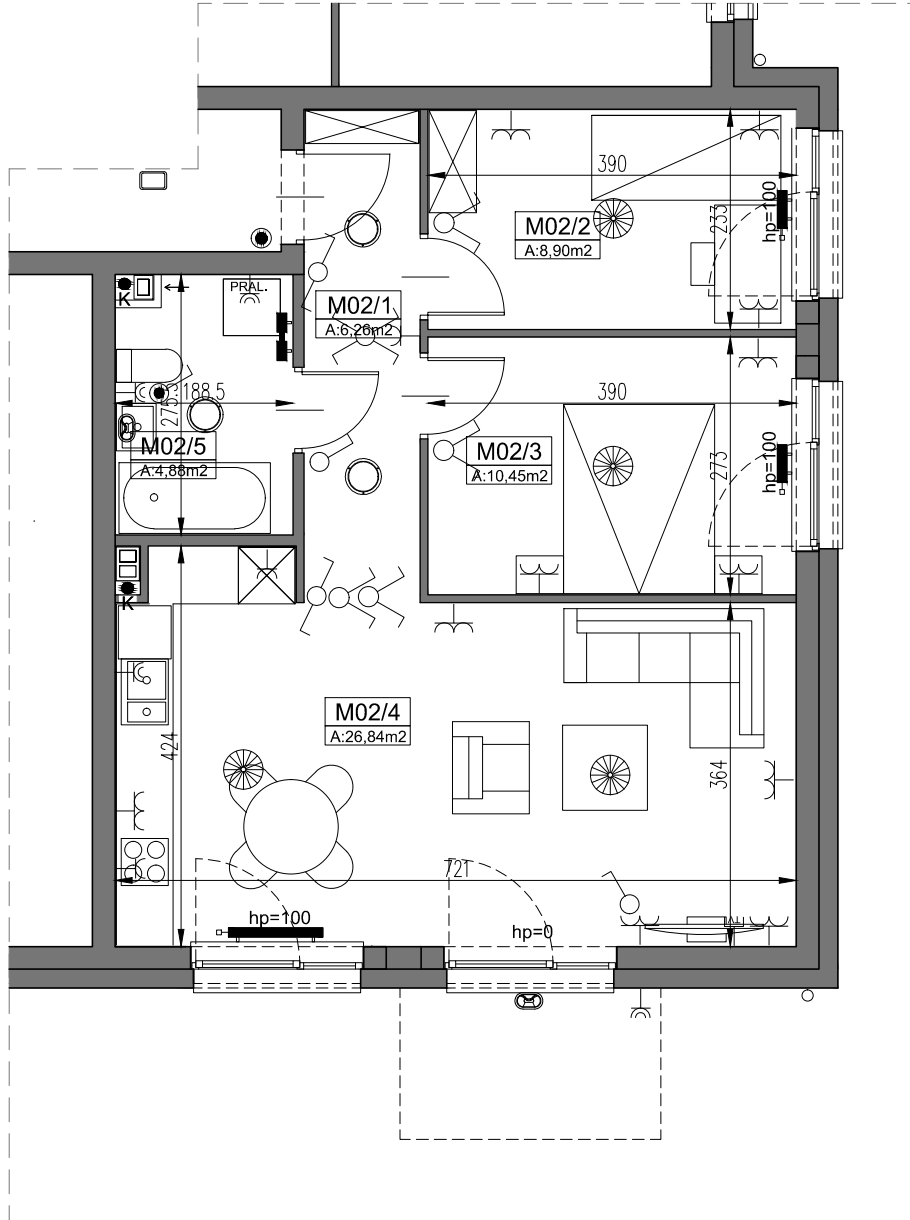 390
M02/2
A:8,90m2
233
hp=100
PRAL.
K
M02/1
A:6,26m2
188.5
390
M02/5
A:4,88m2
M02/3
A:10,45m2
273
hp=100
K
M02/4
A:26,84m2
424
364
721
hp=100
hp=0